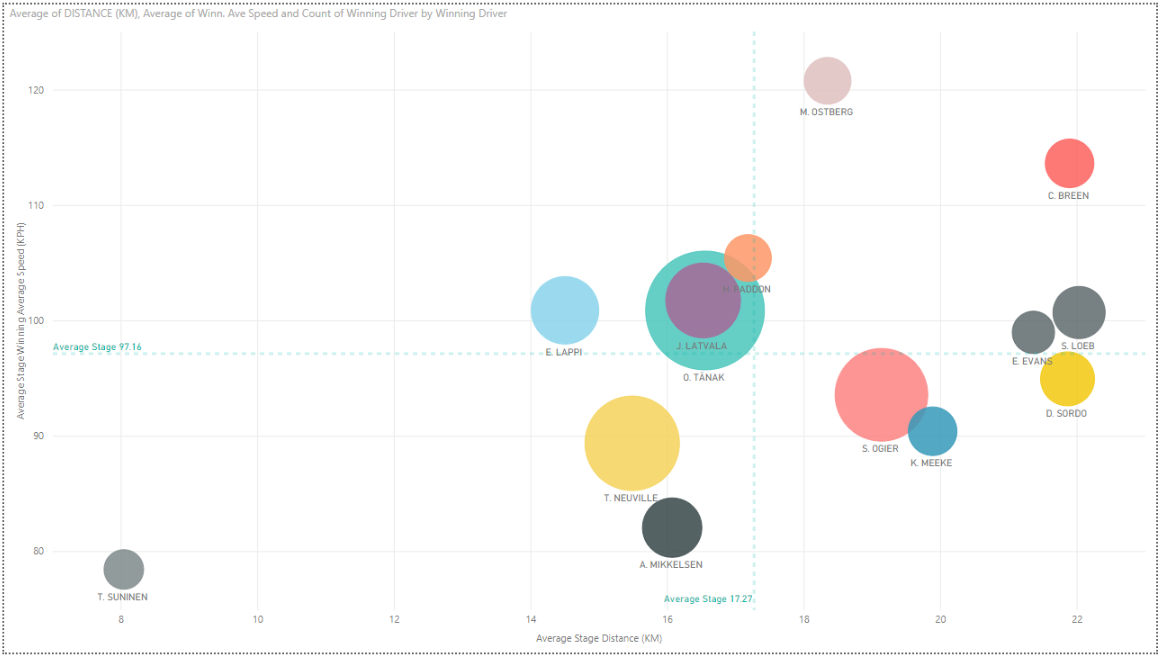 Average of DISTANCE (KM), Average of Winn. Ave Speed and Count of Winning Driver by Winning Driver
120
M. OSTBERG
C. BREEN
110
H. PADDON
Average Stage Winning Average Speed (KPH)
100
J. LATVALA
S. LOEB
Average Stage 97.16
E. LAPPI
E. EVANS
O. TÄNAK
D. SORDO
90
S. OGIER
K. MEEKE
T. NEUVILLE
80
A. MIKKELSEN
T. SUNINEN
Average Stage 17.27
8 10 12 14 16 18 20 22
Average Stage Distance (KM)